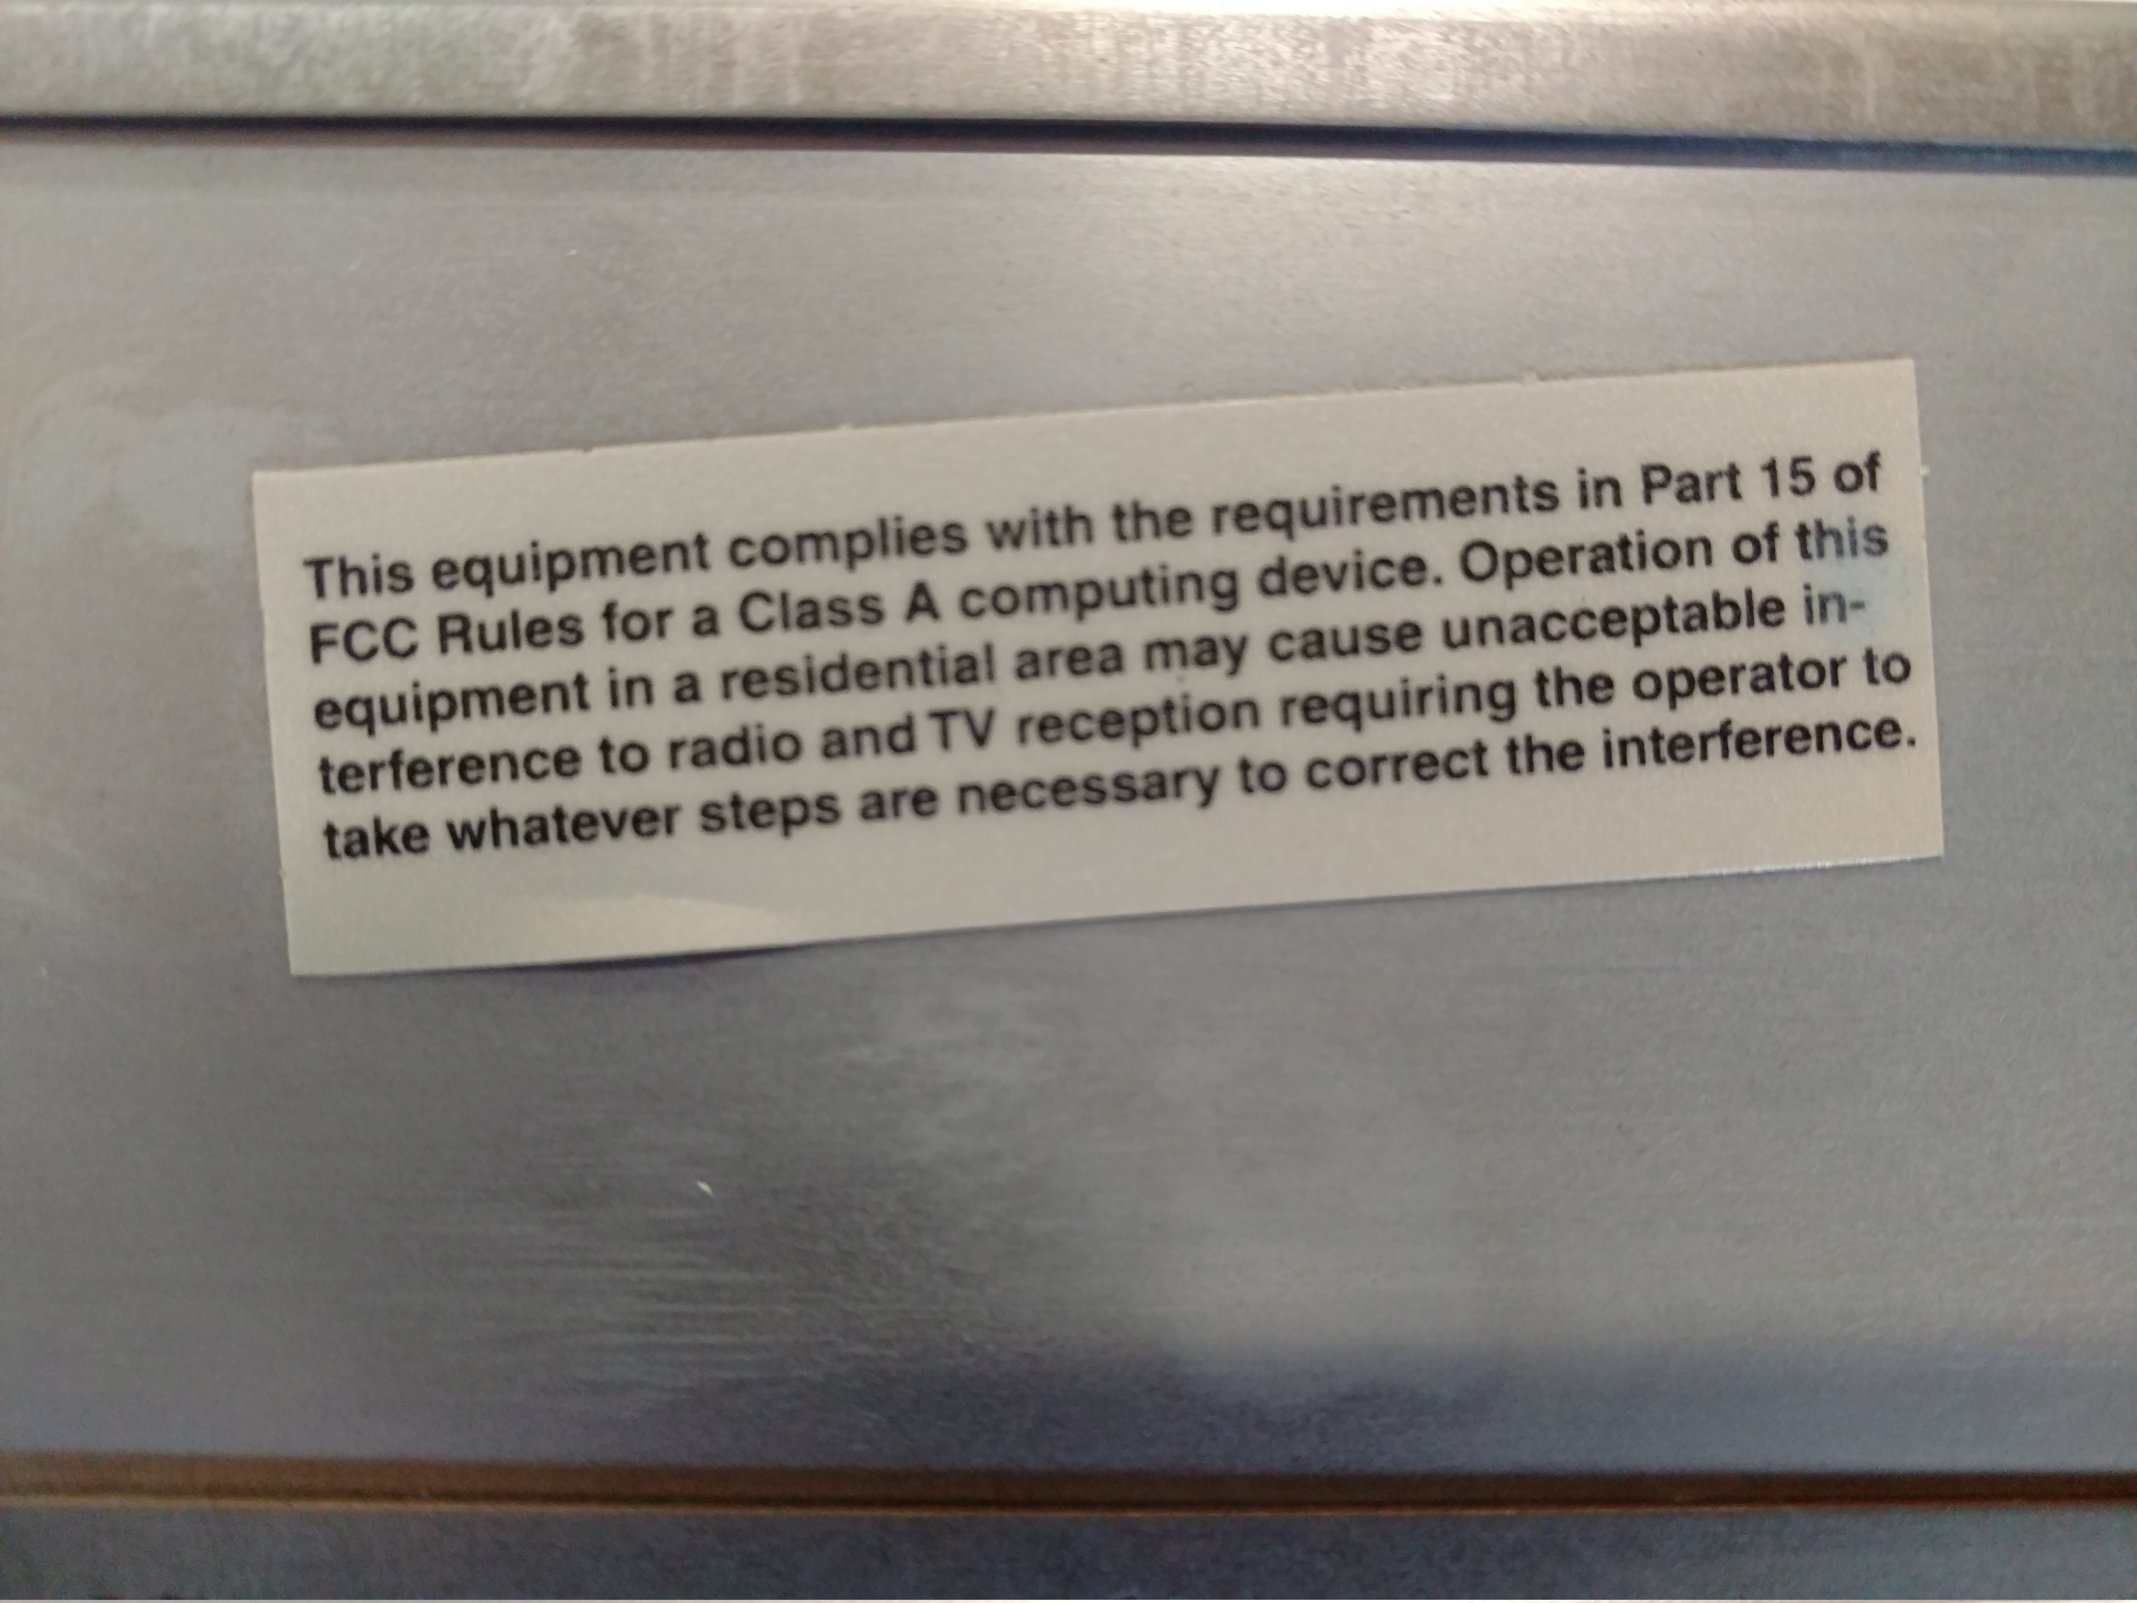 This equipment complies with the requirements in Part 15 of
FCC Rules for a Class A computing device. Operation of this
equipment in a residential area may cause unacceptable in-
terference to radio and TV reception requiring the operator to
take whatever steps are necessary to correct the interference.